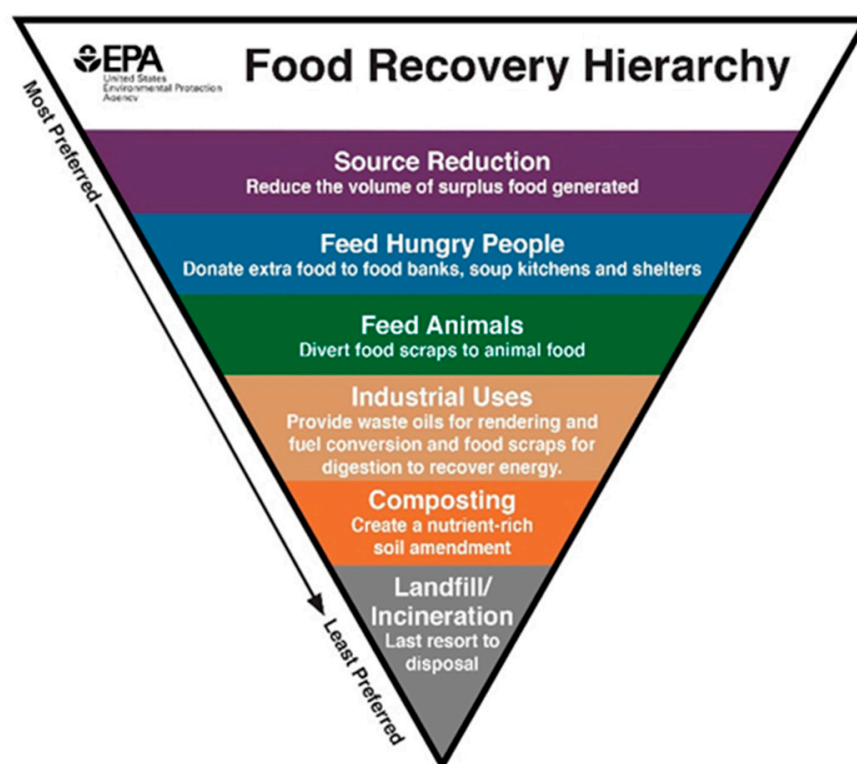 EPA
United States
Environmental Protection
Agency
Food Recovery Hierarchy
Most Preferred
Source Reduction
Reduce the volume of surplus food generated
Feed Hungry People
Donate extra food to food banks, soup kitchens and shelters
Feed Animals
Divert food scraps to animal food
Industrial Uses
Provide waste oils for rendering and
fuel conversion and food scraps for
digestion to recover energy.
Composting
Create a nutrient-rich
soil amendment
Landfill/
Incineration
Last resort to
disposal
Least Preferred